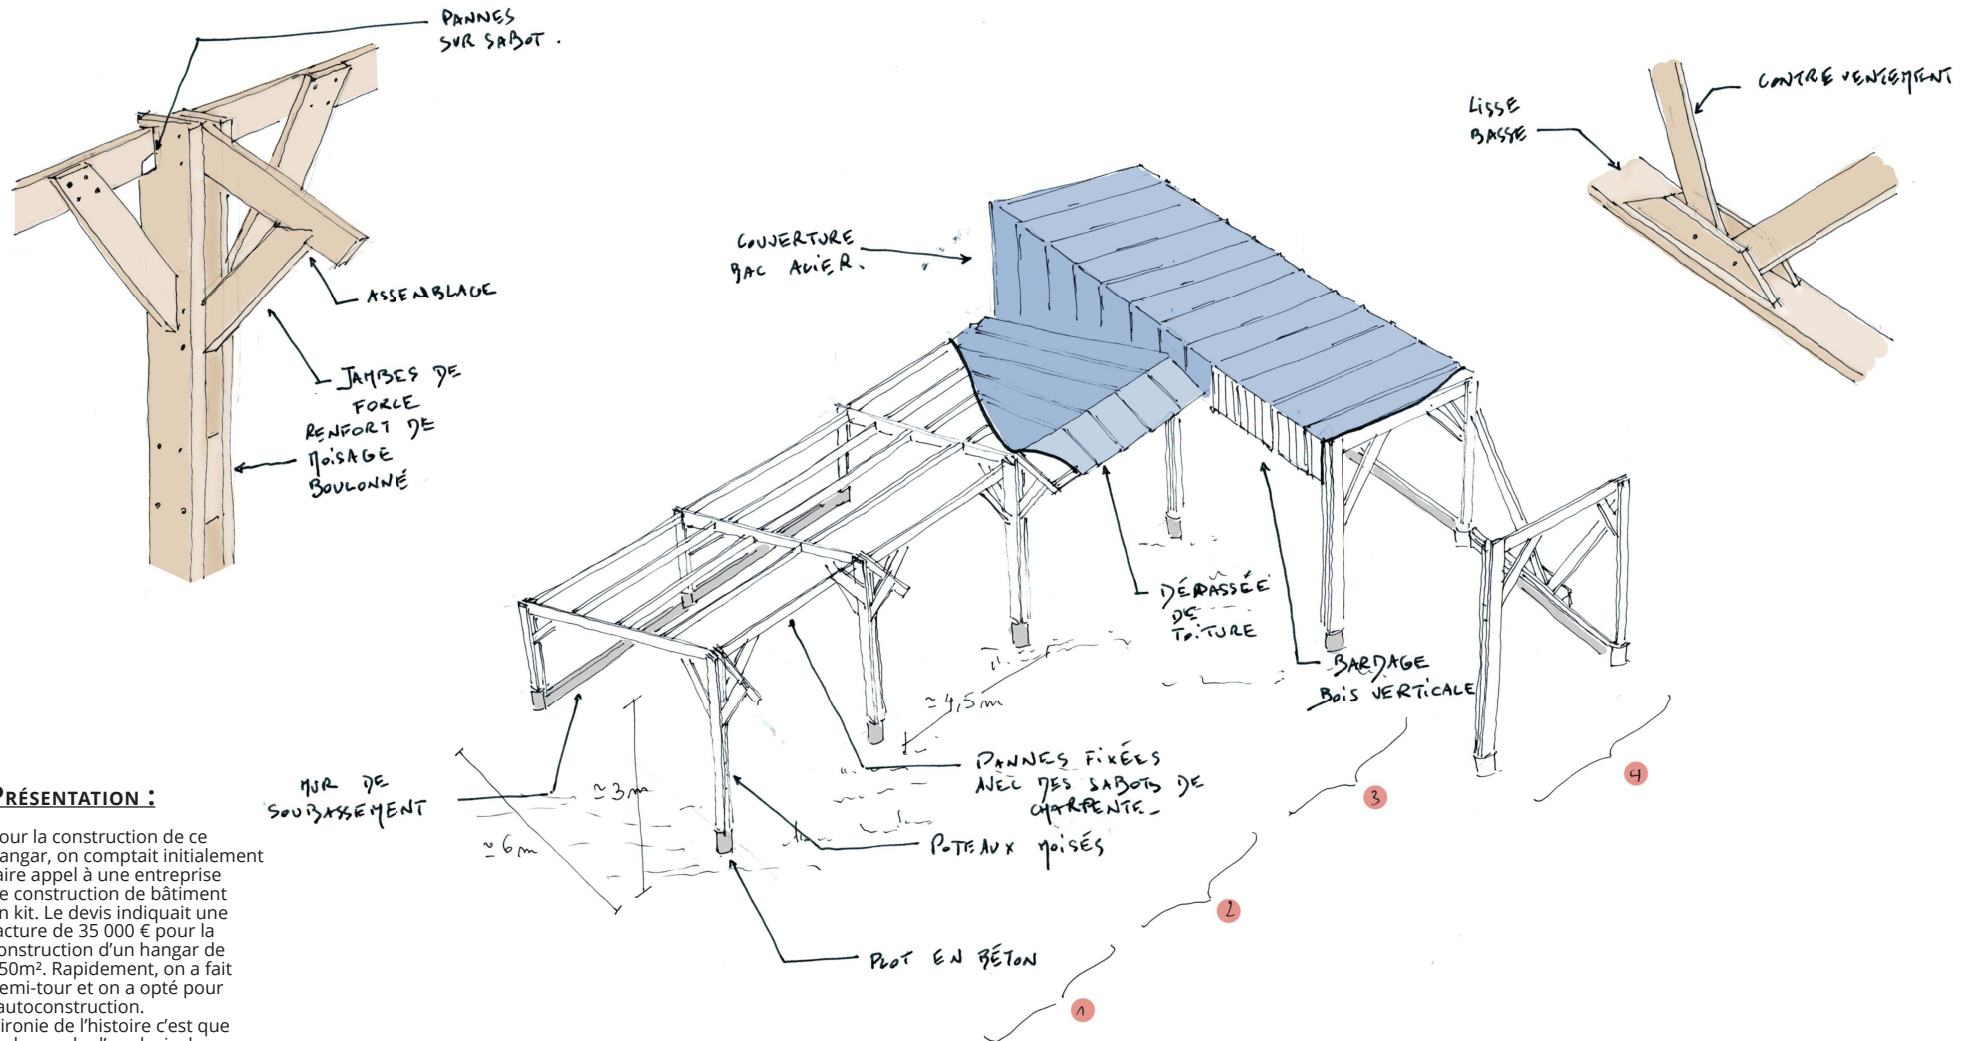 PANNES
SUR SABOT.
ASSEMBLAGE
JAMBES DE
FORCE
RENFORT DE
MOISAGE
BOULONNÉ
COUVERTURE
BAC ACIER.
LISSE
BASSE
CONTREVENTEMENT
DÉPASSÉE
DE
TOITURE
BARDAGE
BOIS VERTICALE
≃ 4,5 m
≃ 3 m
≃ 6 m
MUR DE
SOUBASSEMENT
PANNES FIXÉES
AVEC DES SABOTS DE
CHARPENTE
POTEAUX MOISÉS
PLOT EN BÉTON
1
2
3
4
PRÉSENTATION :
our la construction de ce
angar, on comptait initialement
aire appel à une entreprise
e construction de bâtiment
n kit. Le devis indiquait une
acture de 35 000 € pour la
onstruction d'un hangar de
50m². Rapidement, on a fait
emi-tour et on a opté pour
autoconstruction.
ironie de l'histoire c'est que